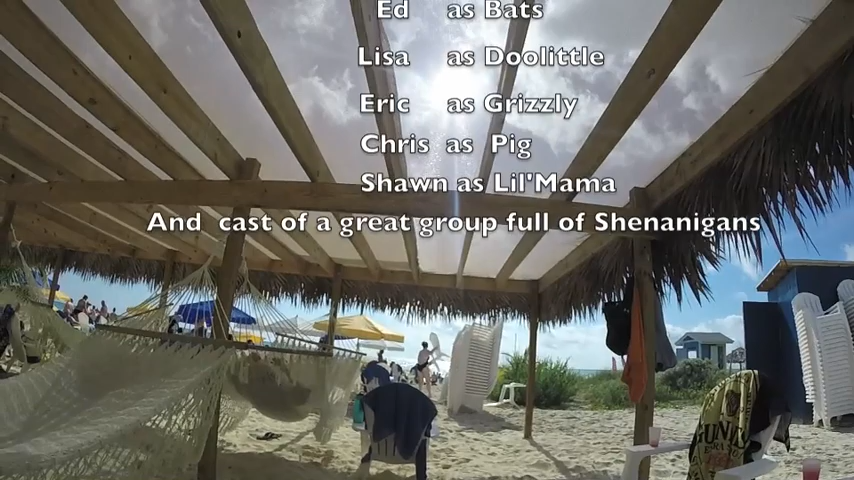 Ed as Bats
Lisa as Doolittle
Eric as Grizzly
Chris as Pig
Shawn as Lil'Mama
And cast of a great group full of Shenanigans